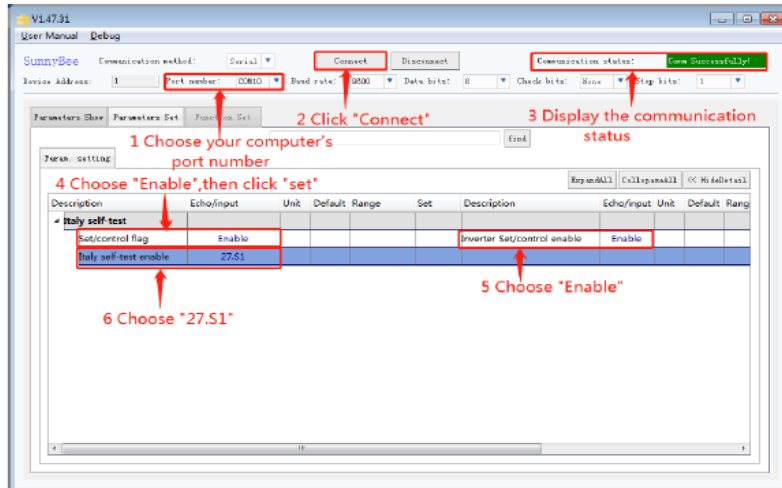 V1.47.31
User Manual Debug
SunnyBee Communication method: Serial Connect Disconnect Communication status: Comm Successfully!
Device Address: 1 Port number: COM10 Baud rate: 9600 Date bits: 8 Check bits: None Stop bits: 1
2 Click "Connect"
3 Display the communication
status
Parameters Show Parameters Set Function Set
1 Choose your computer's
port number
find
Param. setting
4 Choose "Enable",then click "set"
ExpandAll CollapseAll << HideDetail
Description Echo/input Unit Default Range Set Description Echo/input Unit Default Rang
Italy self-test
Set/control flag Enable Inverter Set/control enable Enable
Italy self-test enable 27.S1
5 Choose "Enable"
6 Choose "27.S1"